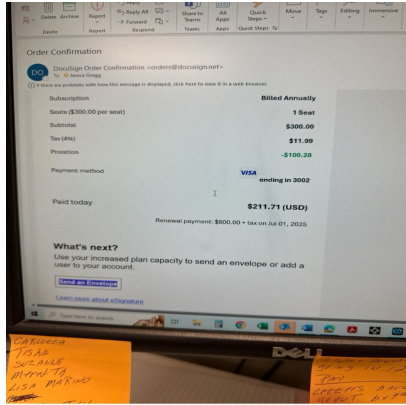 Delete
Archive
Report
Reply All
Forward
Share to
Teams
All
Apps
Quick
Steps
Move
Tags
Editing
Immersive
Delete
Report
Respond
Teams
Apps
Quick Steps
Order Confirmation
DO
DocuSign Order Confirmation <orders@docusign.net>
To Janica Gregg
If there are problems with how this message is displayed, click here to view it in a web browser.
Subscription Billed Annually
Seats ($300.00 per seat) 1 Seat
Subtotal $300.00
Tax (4%) $11.99
Proration -$100.28
Payment method VISA
ending in 3002
Paid today $211.71 (USD)
Renewal payment: $600.00 + tax on Jul 01, 2025
What's next?
Use your increased plan capacity to send an envelope or add a
user to your account.
Send an Envelope
Learn more about eSignature
Type here to search
DELL
TISHA
SUZANNE
LISA MARINO
PAY